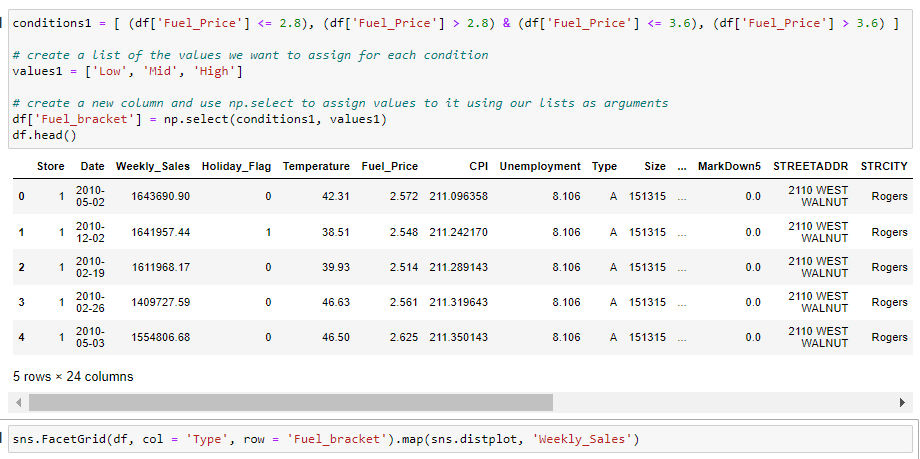 conditions1 = [ (df['Fuel_Price'] <= 2.8), (df['Fuel_Price'] > 2.8) & (df['Fuel_Price'] <= 3.6), (df['Fuel_Price'] > 3.6) ]
# create a list of the values we want to assign for each condition
values1 = ['Low', 'Mid', 'High']
# create a new column and use np.select to assign values to it using our lists as arguments
df['Fuel_bracket'] = np.select(conditions1, values1)
df.head()
Store Date Weekly_Sales Holiday_Flag Temperature Fuel_Price CPI Unemployment Type Size ... MarkDown5 STREETADDR STRCITY
0 1 2010-05-02 1643690.90 0 42.31 2.572 211.096358 8.106 A 151315 ... 0.0 2110 WEST WALNUT Rogers
1 1 2010-12-02 1641957.44 1 38.51 2.548 211.242170 8.106 A 151315 ... 0.0 2110 WEST WALNUT Rogers
2 1 2010-02-19 1611968.17 0 39.93 2.514 211.289143 8.106 A 151315 ... 0.0 2110 WEST WALNUT Rogers
3 1 2010-02-26 1409727.59 0 46.63 2.561 211.319643 8.106 A 151315 ... 0.0 2110 WEST WALNUT Rogers
4 1 2010-05-03 1554806.68 0 46.50 2.625 211.350143 8.106 A 151315 ... 0.0 2110 WEST WALNUT Rogers
5 rows × 24 columns
sns.FacetGrid(df, col = 'Type', row = 'Fuel_bracket').map(sns.distplot, 'Weekly_Sales')